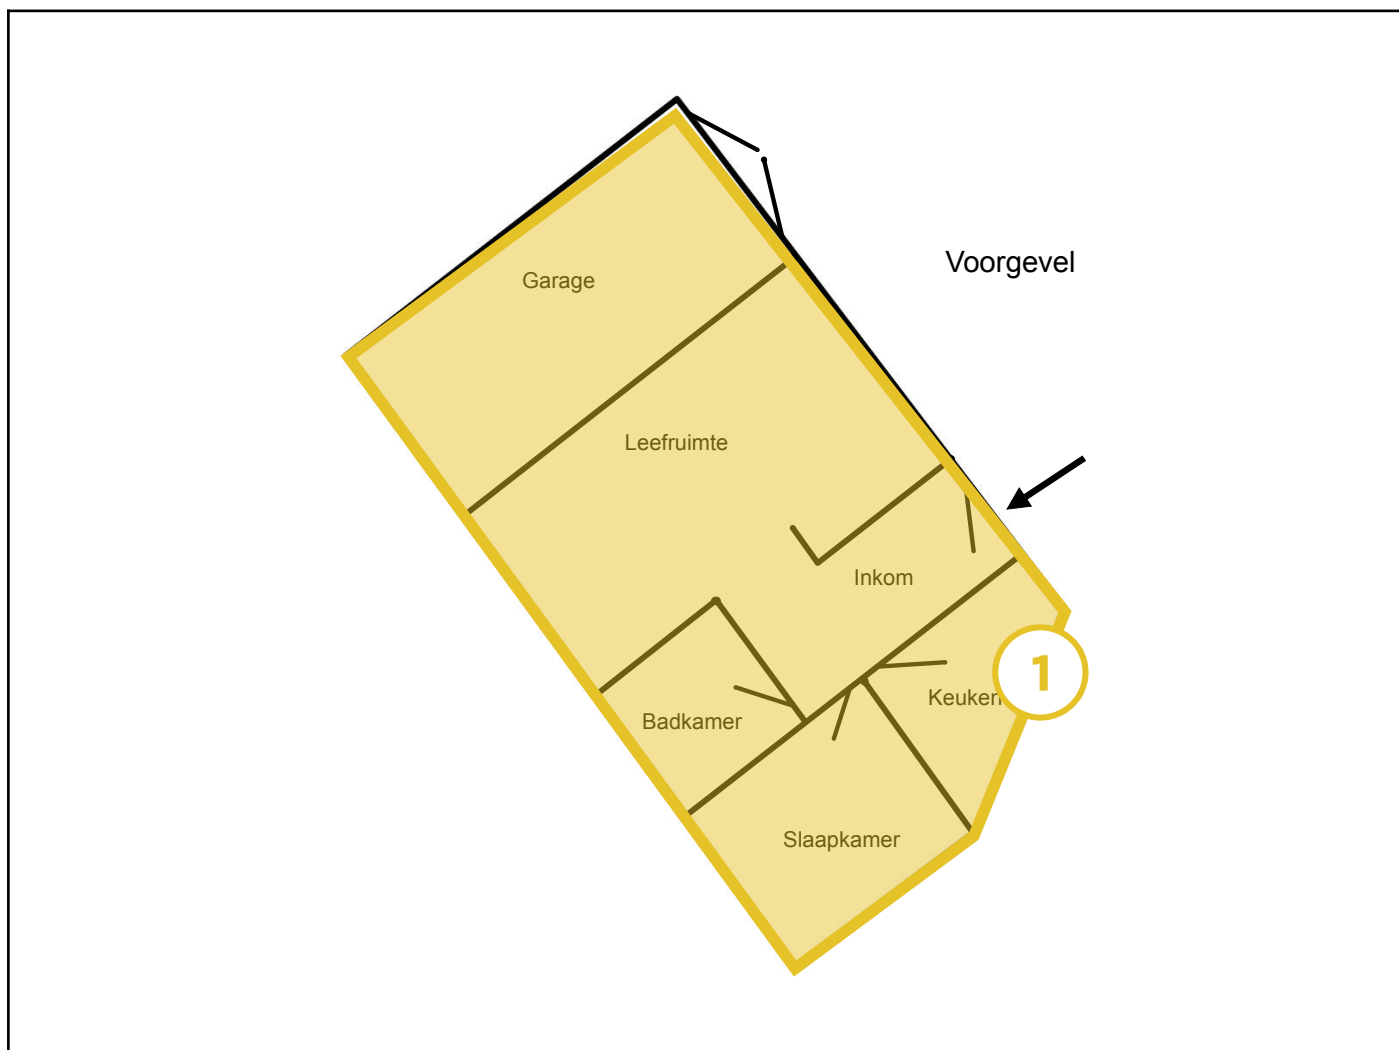 Voorgevel
Garage
Leefruimte
Inkom
1
Keuken
Badkamer
Slaapkamer